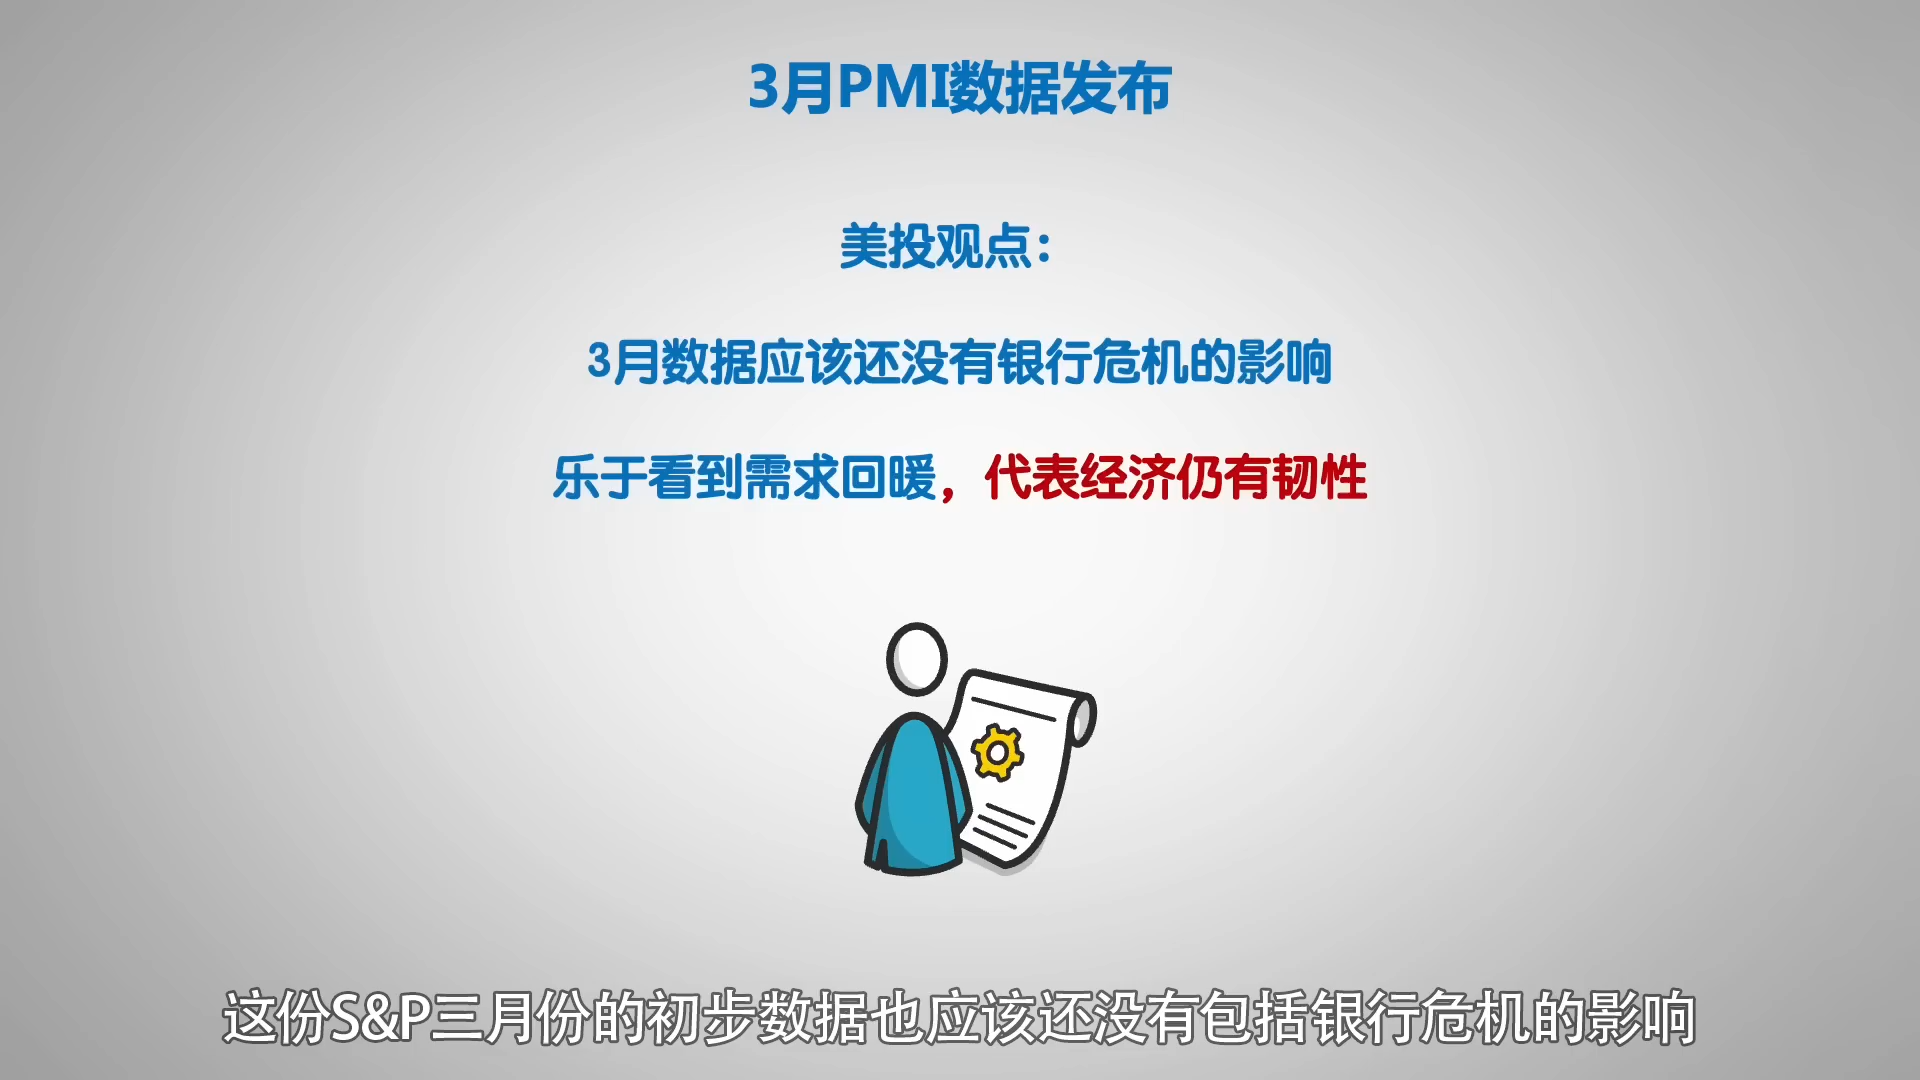 3月PMI数据发布
美投观点：
3月数据应该还没有银行危机的影响
乐于看到需求回暖，代表经济仍有韧性
这份S&P三月份的初步数据也应该还没有包括银行危机的影响